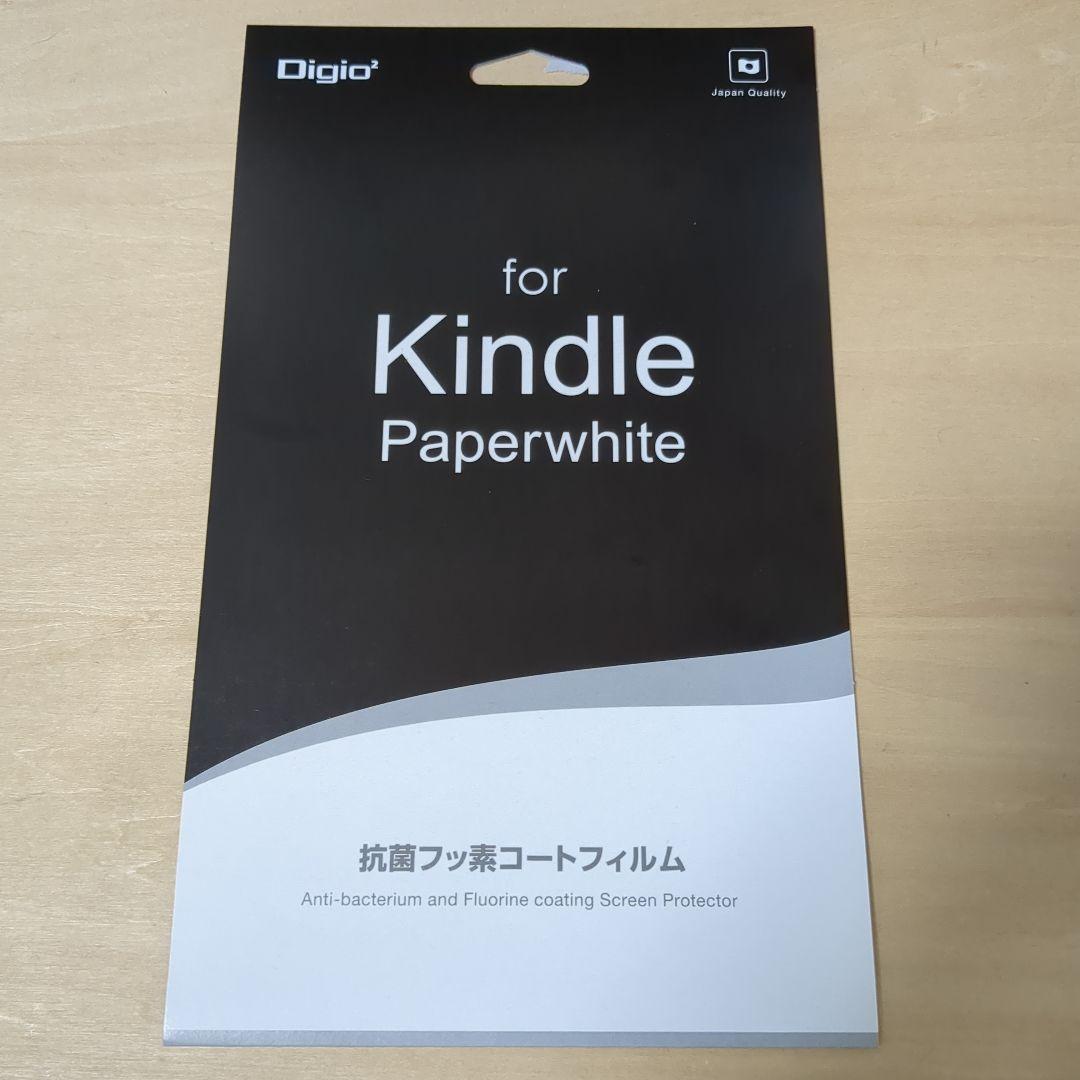 Digio²
Japan Quality
for
Kindle
Paperwhite
抗菌フッ素コートフィルム
Anti-bacterium and Fluorine coating Screen Protector